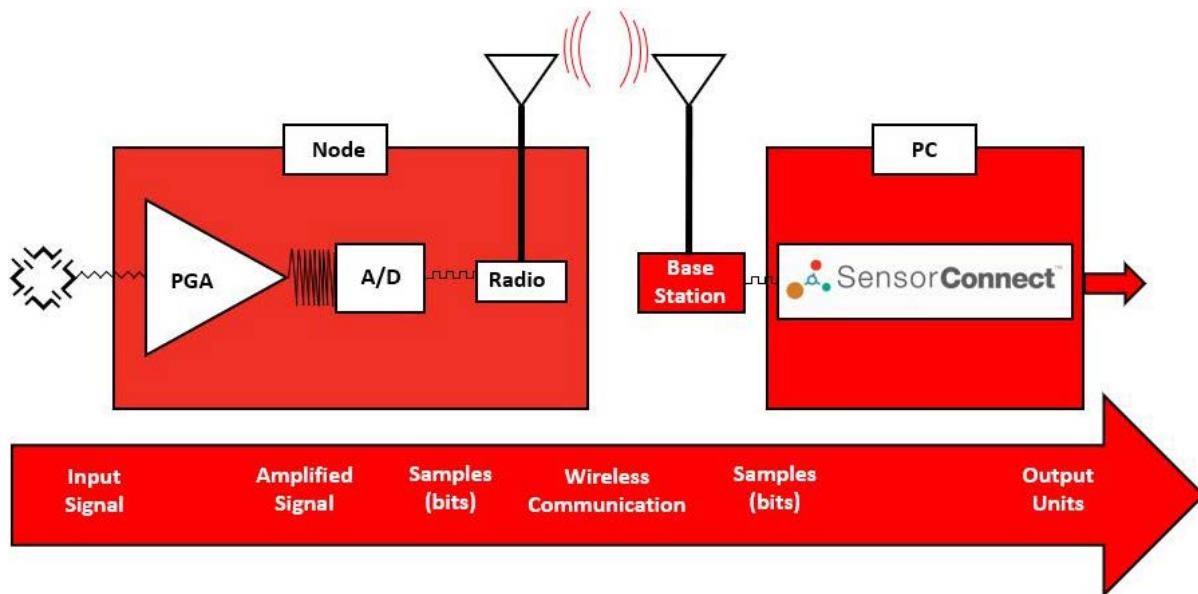 Node
PC
PGA
A/D
Radio
Base
Station
SensorConnect™
Input
Signal
Amplified
Signal
Samples
(bits)
Wireless
Communication
Samples
(bits)
Output
Units